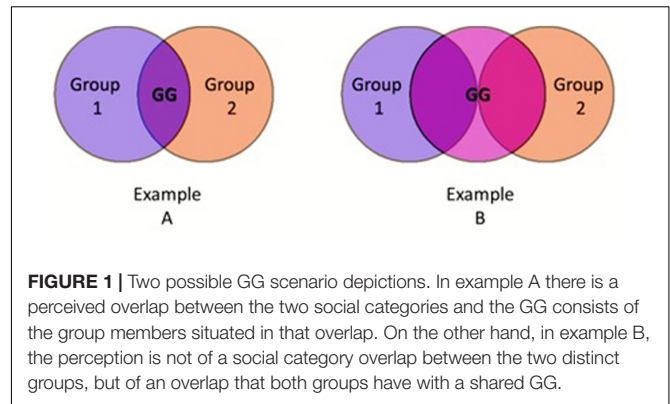 Group 1
GG
Group 2
Example A
Group 1
GG
Group 2
Example B
FIGURE 1 | Two possible GG scenario depictions. In example A there is a
perceived overlap between the two social categories and the GG consists of
the group members situated in that overlap. On the other hand, in example B,
the perception is not of a social category overlap between the two distinct
groups, but of an overlap that both groups have with a shared GG.